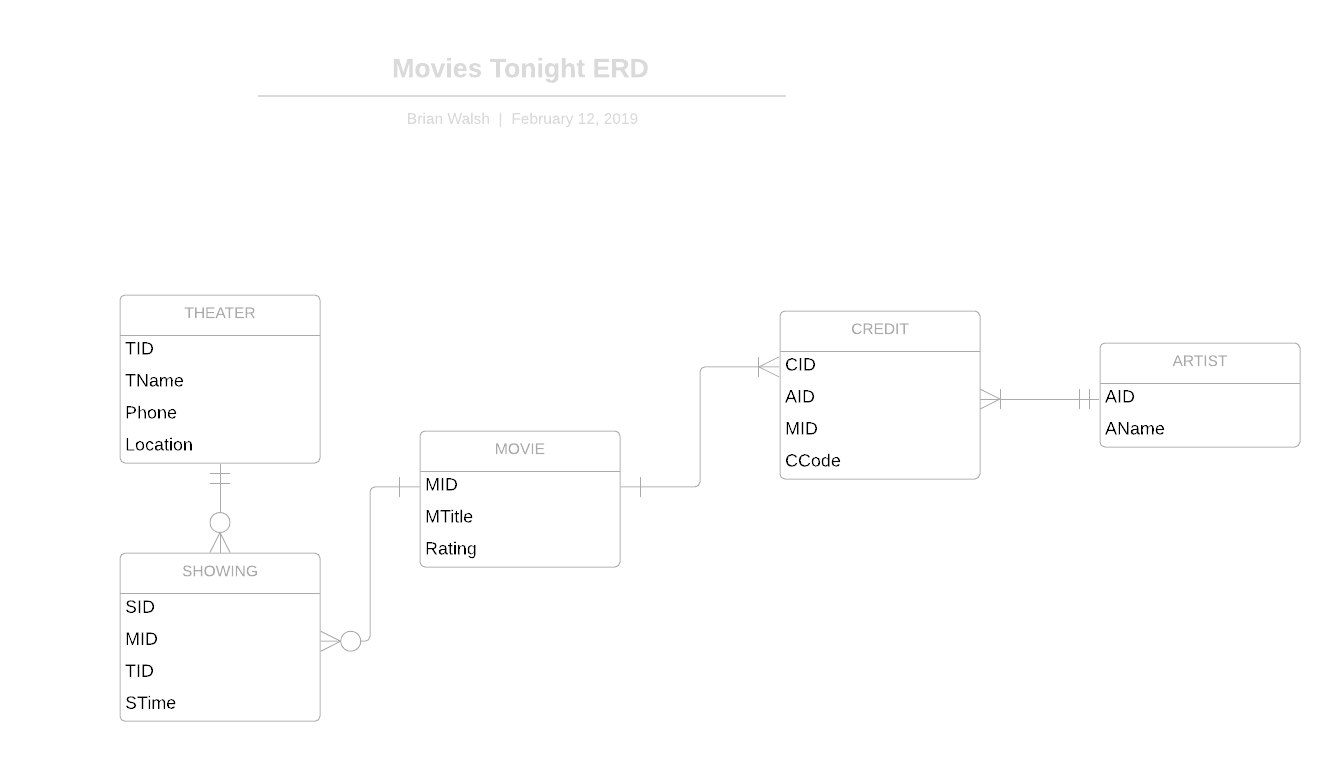 Movies Tonight ERD
Brian Walsh | February 12, 2019
THEATER
TID
TName
Phone
Location
SHOWING
SID
MID
TID
STime
MOVIE
MID
MTitle
Rating
CREDIT
CID
AID
MID
CCode
ARTIST
AID
AName